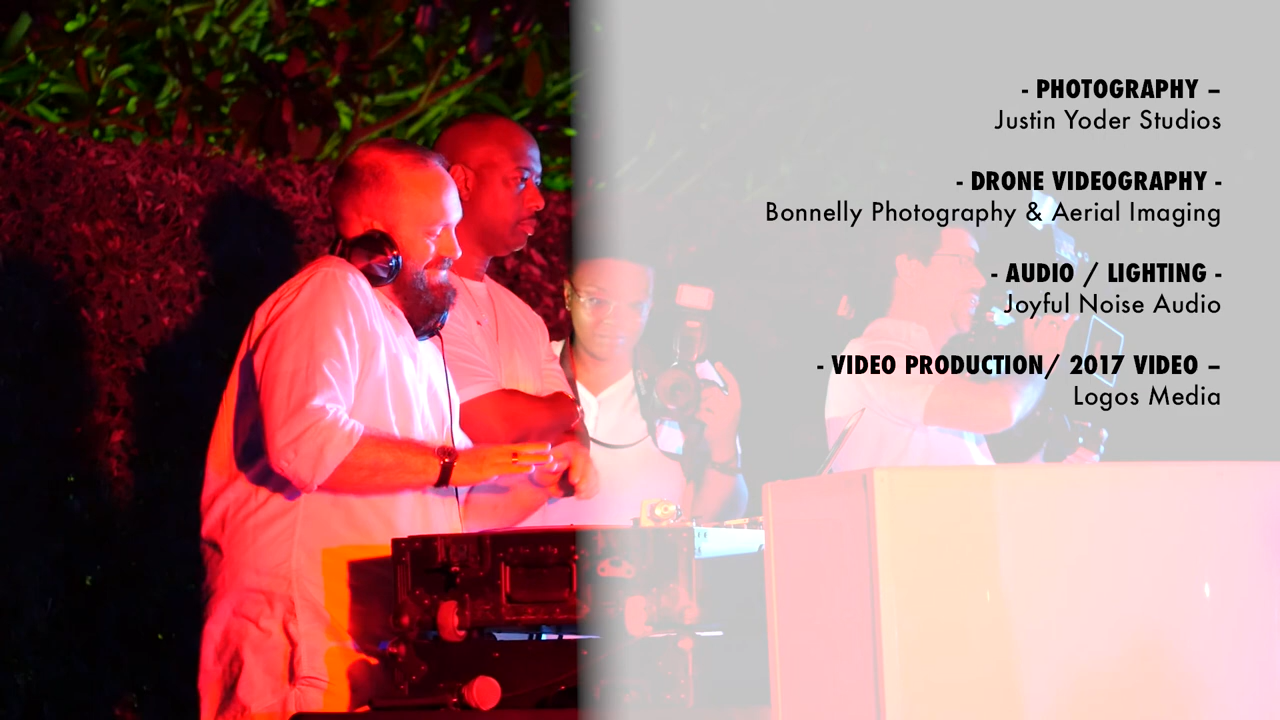 - PHOTOGRAPHY –
Justin Yoder Studios
- DRONE VIDEOGRAPHY -
Bonnelly Photography & Aerial Imaging
- AUDIO / LIGHTING -
Joyful Noise Audio
- VIDEO PRODUCTION/ 2017 VIDEO –
Logos Media